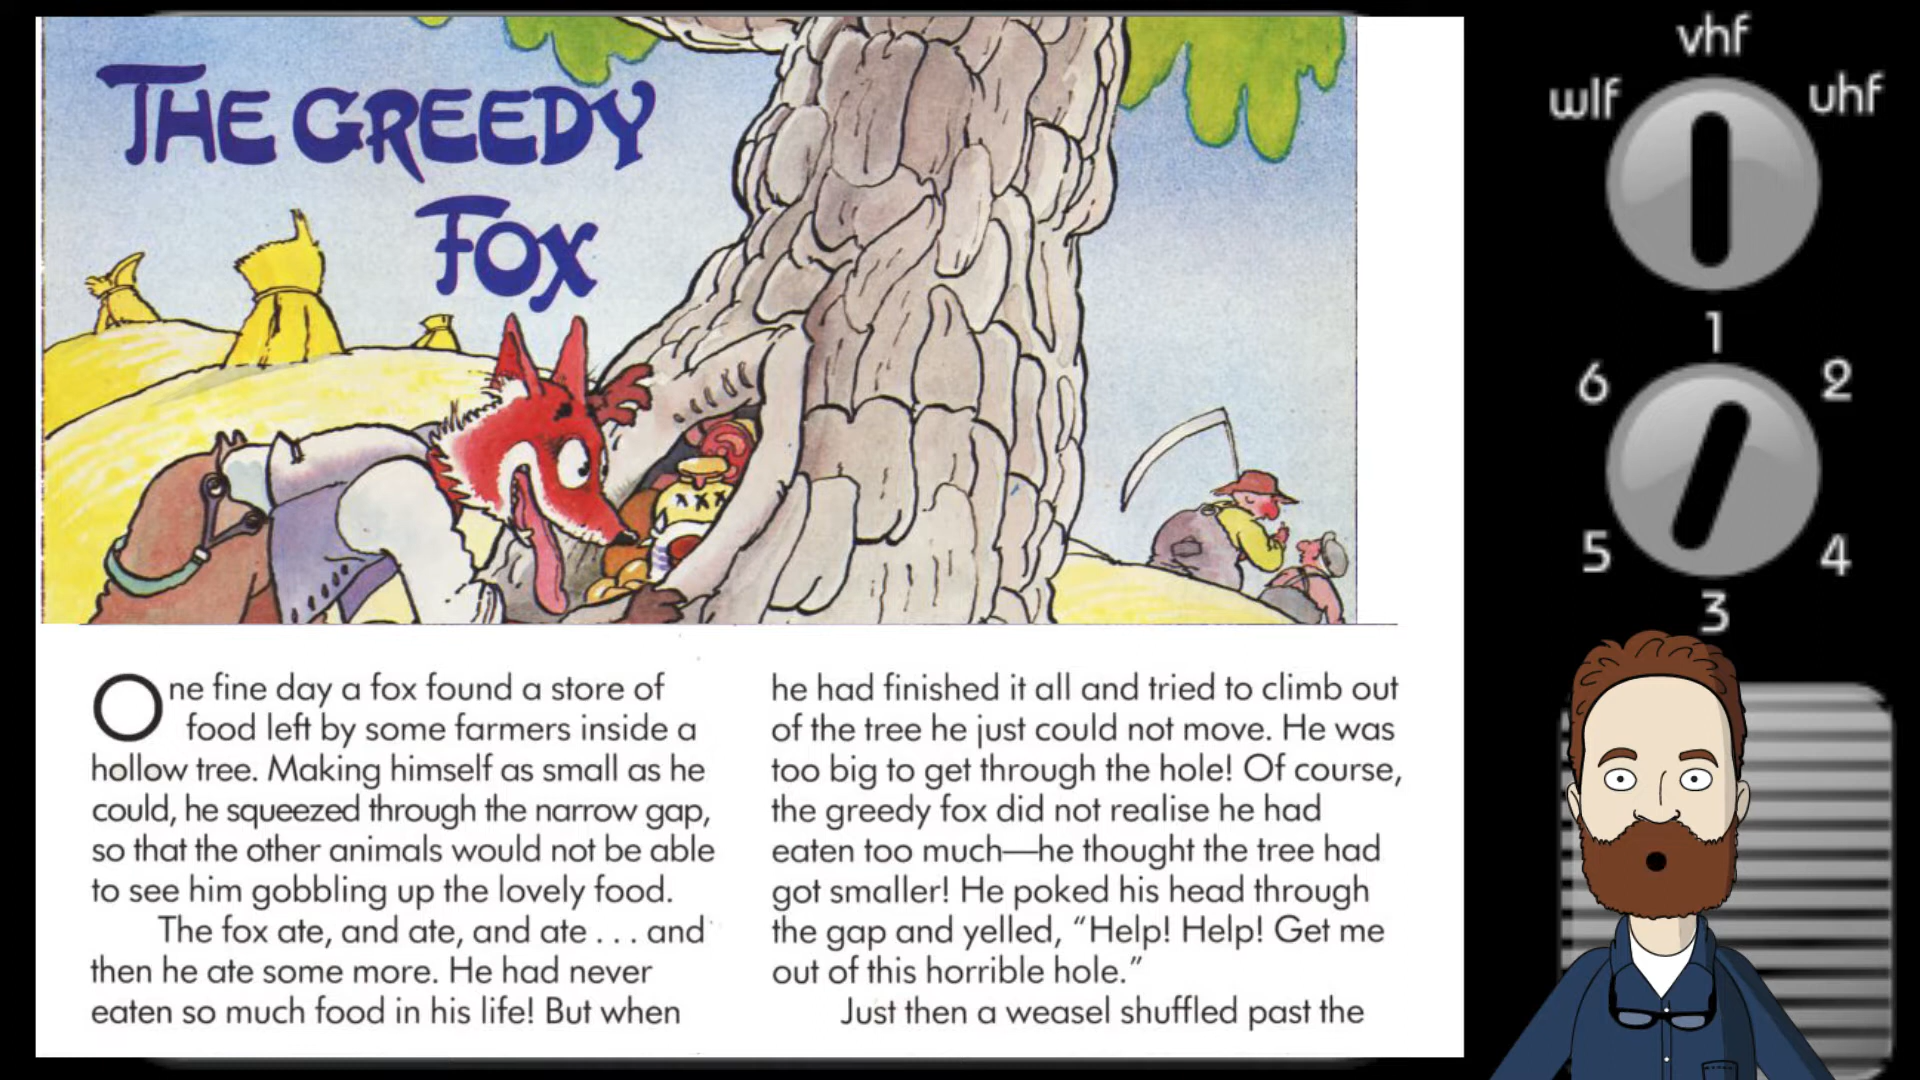 THE GREEDY
FOX
XXX
One fine day a fox found a store of
food left by some farmers inside a
hollow tree. Making himself as small as he
could, he squeezed through the narrow gap,
so that the other animals would not be able
to see him gobbling up the lovely food.
The fox ate, and ate, and ate . . . and
then he ate some more. He had never
eaten so much food in his life! But when
he had finished it all and tried to climb out
of the tree he just could not move. He was
too big to get through the hole! Of course,
the greedy fox did not realise he had
eaten too much—he thought the tree had
got smaller! He poked his head through
the gap and yelled, “Help! Help! Get me
out of this horrible hole.”
Just then a weasel shuffled past the
vhf
wlf
uhf
1
6
2
5
4
3